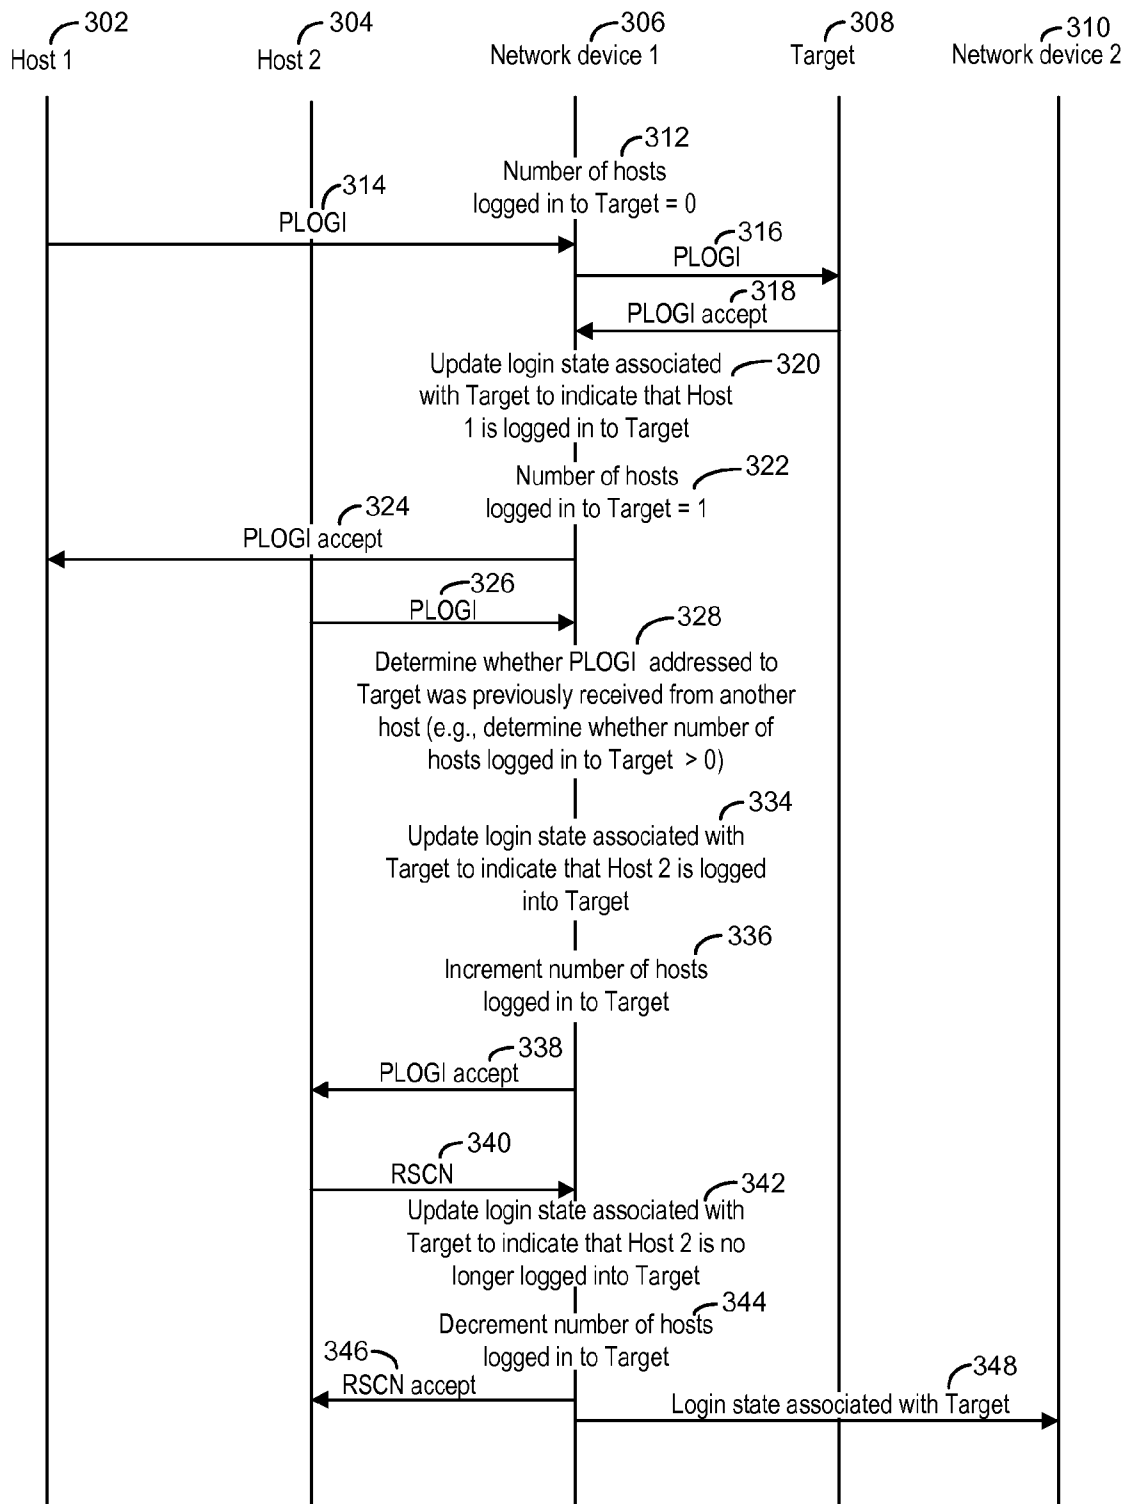 302
304
306
308
310
Host 1
Host 2
Network device 1
Target
Network device 2
312
Number of hosts
logged in to Target = 0
314
PLOGI
316
PLOGI
318
PLOGI accept
Update login state associated
320
with Target to indicate that Host
1 is logged in to Target
322
Number of hosts
logged in to Target = 1
324
PLOGI accept
326
PLOGI
328
Determine whether PLOGI addressed to
Target was previously received from another
host (e.g., determine whether number of
hosts logged in to Target > 0)
334
Update login state associated with
Target to indicate that Host 2 is logged
into Target
336
Increment number of hosts
logged in to Target
338
PLOGI accept
340
RSCN
342
Update login state associated with
Target to indicate that Host 2 is no
longer logged into Target
344
Decrement number of hosts
logged in to Target
346
RSCN accept
348
Login state associated with Target